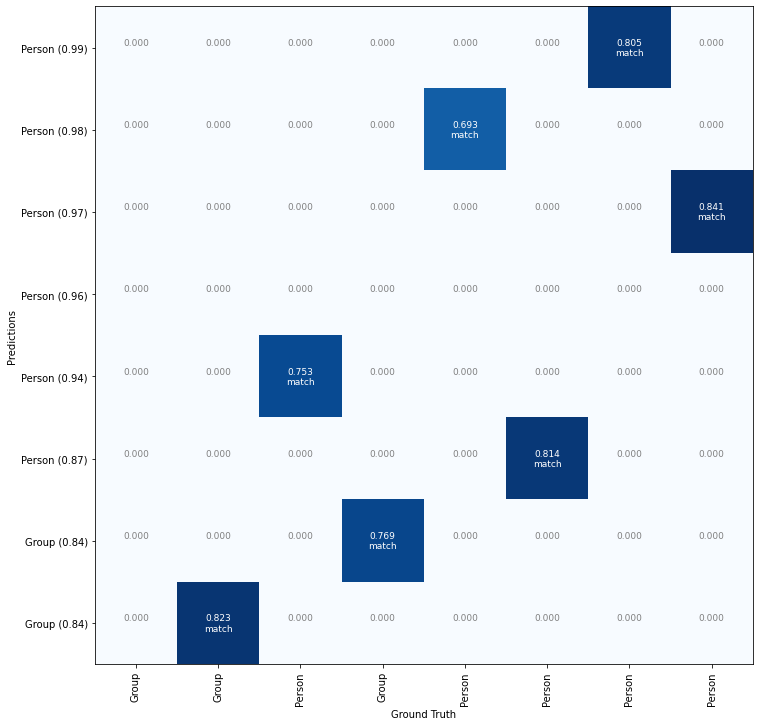 Person (0.99) 0.000 0.000 0.000 0.000 0.000 0.000 0.805 0.000
match
Person (0.98) 0.000 0.000 0.000 0.000 0.693 0.000 0.000 0.000
match
Person (0.97) 0.000 0.000 0.000 0.000 0.000 0.000 0.000 0.841
match
Person (0.96) 0.000 0.000 0.000 0.000 0.000 0.000 0.000 0.000
Predictions
Person (0.94) 0.000 0.000 0.753 0.000 0.000 0.000 0.000 0.000
match
Person (0.87) 0.000 0.000 0.000 0.000 0.000 0.814 0.000 0.000
match
Group (0.84) 0.000 0.000 0.000 0.769 0.000 0.000 0.000 0.000
match
Group (0.84) 0.000 0.823 0.000 0.000 0.000 0.000 0.000 0.000
match
Group Group Person Group Person Person Person Person
Ground Truth